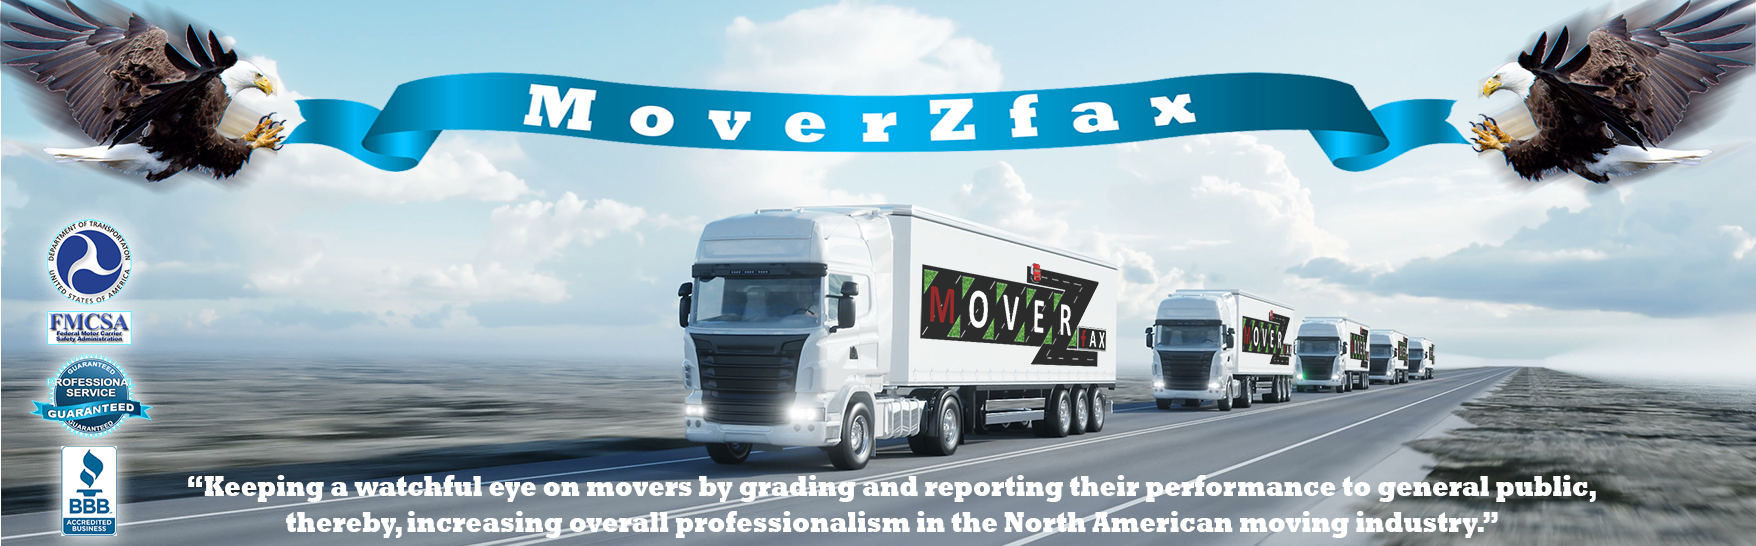 MoverZfax
MOVER
fAX
MOVER
DEPARTMENT OF TRANSPORTATION
UNITED STATES OF AMERICA
FMCSA
Federal Motor Carrier
Safety Administration
GUARANTEED
PROFESSIONAL
SERVICE
GUARANTEED
GUARANTEED
BBB
ACCREDITED
BUSINESS
“Keeping a watchful eye on movers by grading and reporting their performance to general public,
thereby, increasing overall professionalism in the North American moving industry.”